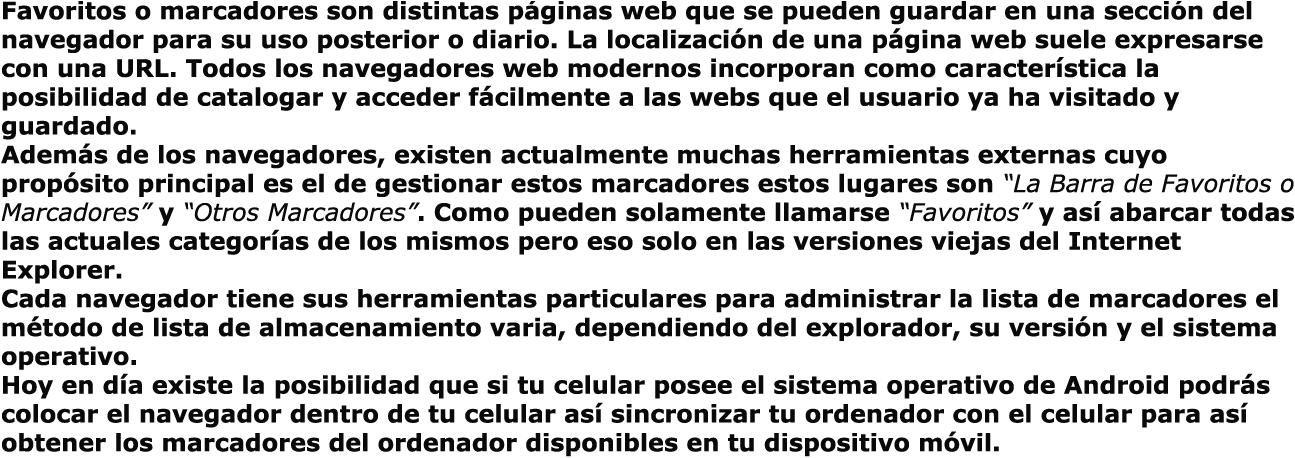 Favoritos o marcadores son distintas páginas web que se pueden guardar en una sección del
navegador para su uso posterior o diario. La localización de una página web suele expresarse
con una URL. Todos los navegadores web modernos incorporan como característica la
posibilidad de catalogar y acceder fácilmente a las webs que el usuario ya ha visitado y
guardado.
Además de los navegadores, existen actualmente muchas herramientas externas cuyo
propósito principal es el de gestionar estos marcadores estos lugares son “La Barra de Favoritos o
Marcadores” y “Otros Marcadores”. Como pueden solamente llamarse “Favoritos” y así abarcar todas
las actuales categorías de los mismos pero eso solo en las versiones viejas del Internet
Explorer.
Cada navegador tiene sus herramientas particulares para administrar la lista de marcadores el
método de lista de almacenamiento varia, dependiendo del explorador, su versión y el sistema
operativo.
Hoy en día existe la posibilidad que si tu celular posee el sistema operativo de Android podrás
colocar el navegador dentro de tu celular así sincronizar tu ordenador con el celular para así
obtener los marcadores del ordenador disponibles en tu dispositivo móvil.